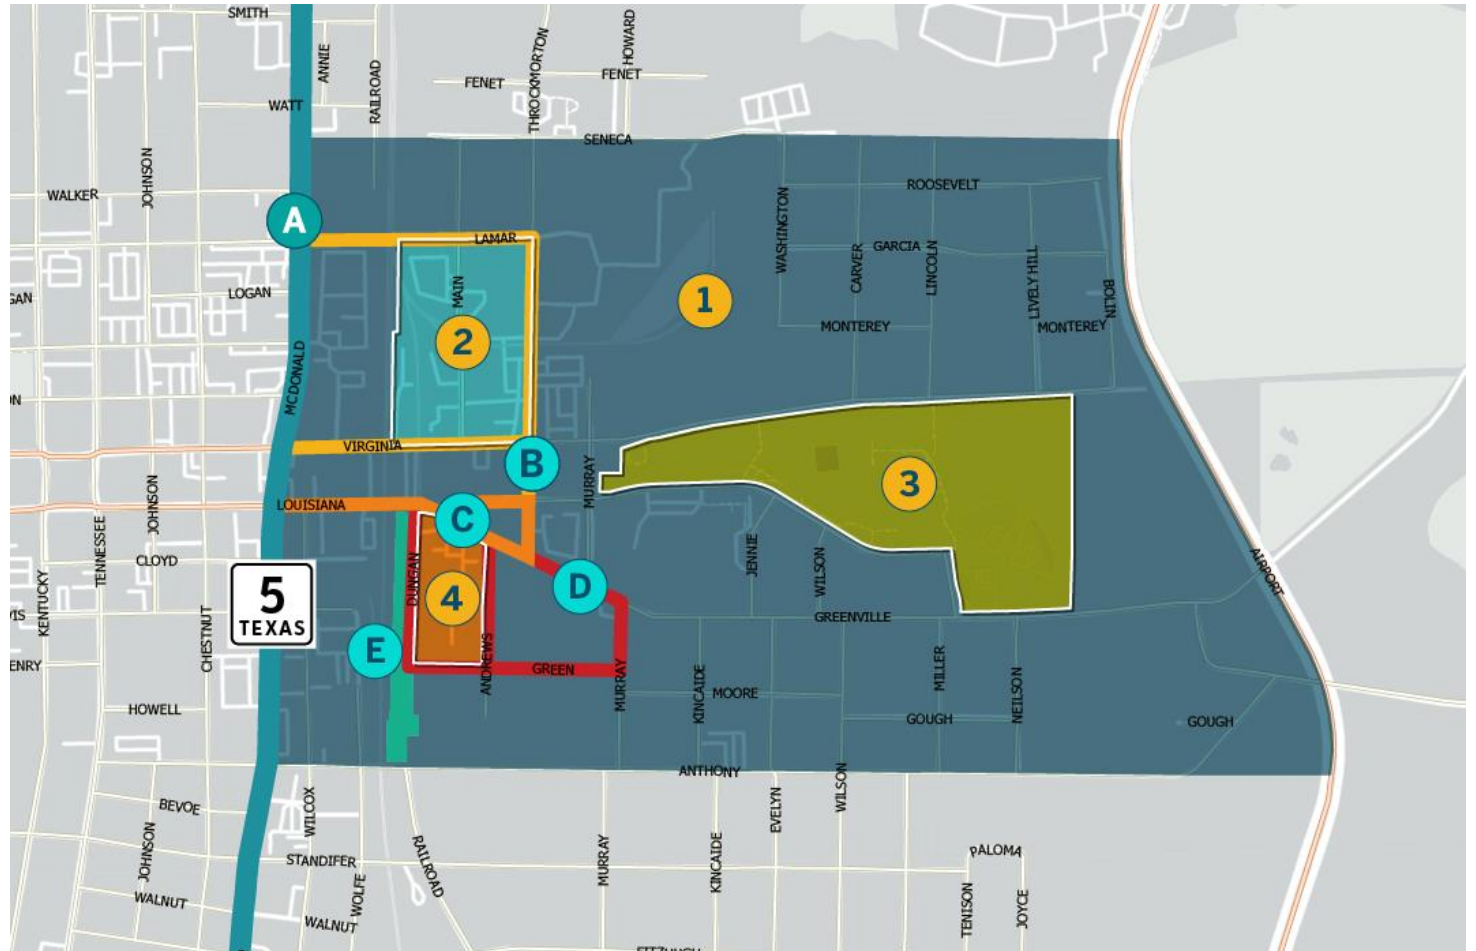 SMITH
ANNIE
RAILROAD
WATT
FENET
THROCKMORTON
HOWARD
FENET
SENECA
JOHNSON
WALKER
A
LAMAR
ROOSEVELT
WASHINGTON
GARCIA
CARVER
LINCOLN
LIVELY HILL
BOLLIN
LOGAN
MAIN
1
MONTEREY
MONTEREY
2
MCDONALD
VIRGINIA
B
MURRAY
3
LOUISIANA
C
JOHNSON
TENNESSEE
CLOYD
DUNGAN
JENNIE
WILSON
AIRPORT
5
TEXAS
4
D
KENTUCKY
CHESTNUT
GREENVILLE
E
ANDREWS
GREEN
MURRAY
KINCAIDE
MOORE
MILLER
NEILSON
HOWELL
GOUGH
GOUGH
ANTHONY
WILSON
EVELYN
BEVOE
WILCOX
JOHNSON
STANDIFER
RAILROAD
MURRAY
KINCAIDE
PALOMA
WALNUT
WOLFE
WALNUT
TENISON
JOYCE